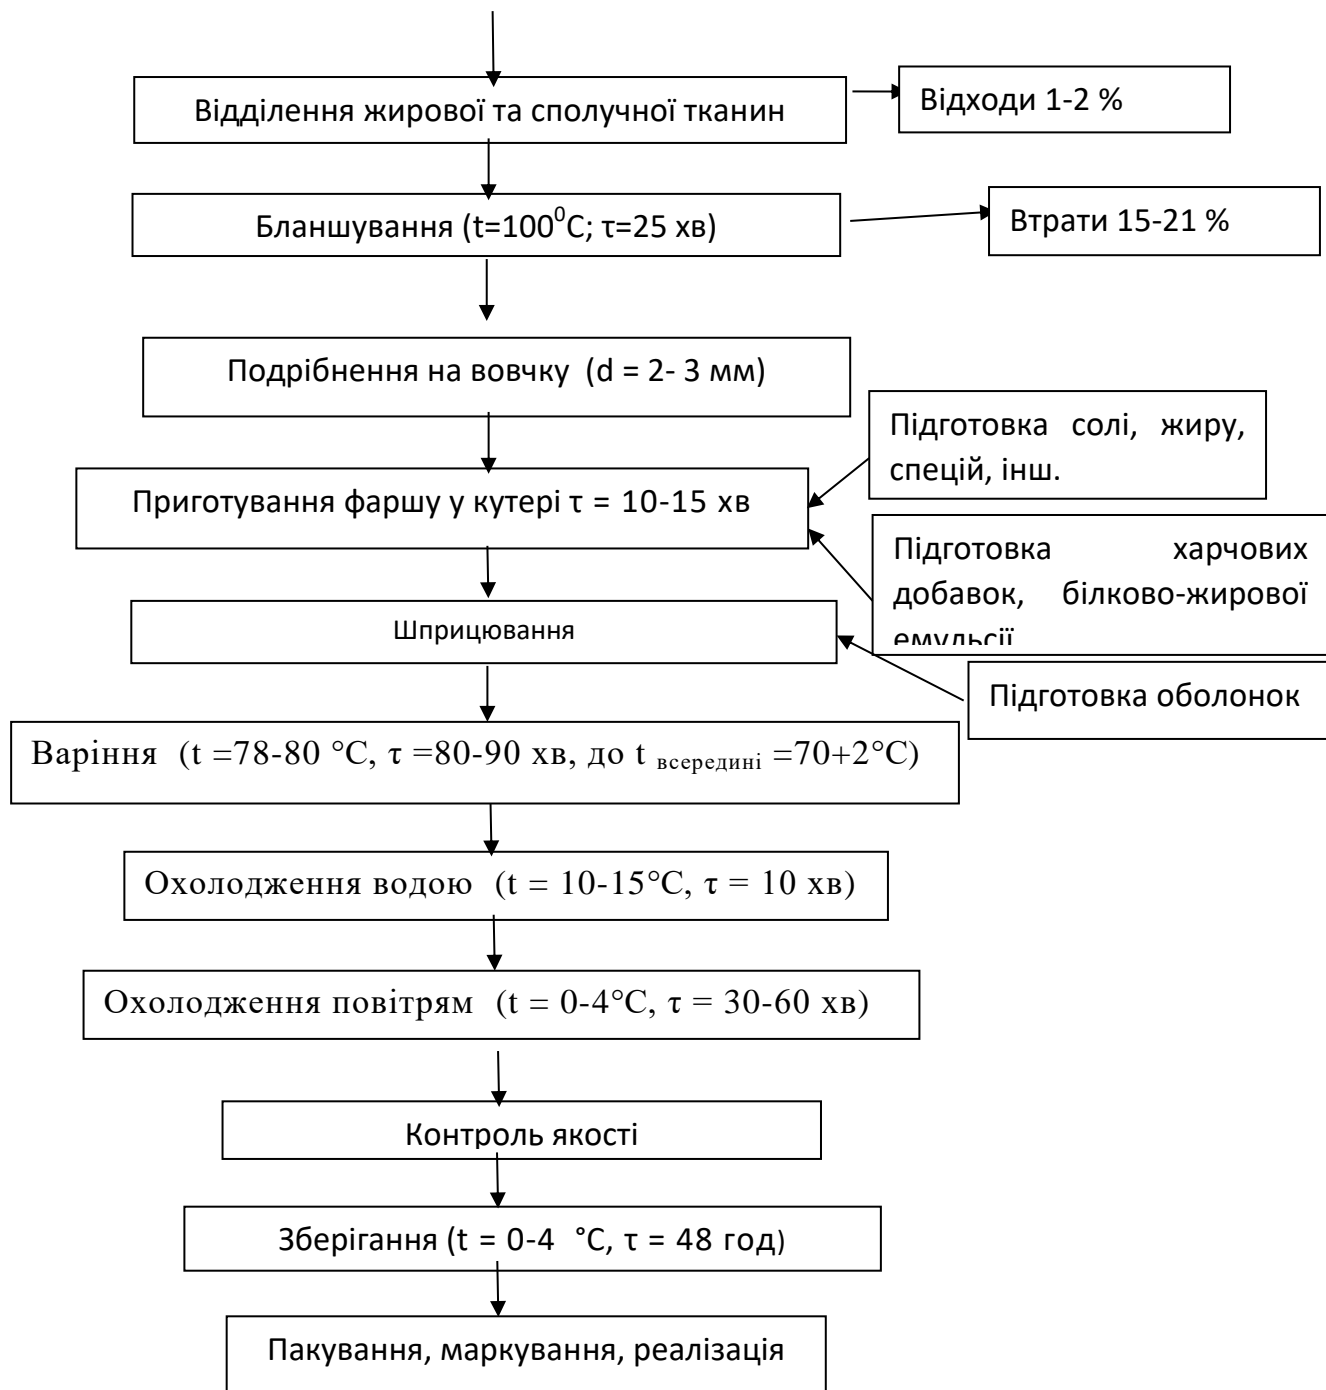 Відділення жирової та сполучної тканин
Відходи 1-2 %
Бланшування (t=100⁰С; τ=25 хв)
Втрати 15-21 %
Подрібнення на вовчку (d = 2- 3 мм)
Підготовка солі, жиру,
спецій, інш.
Приготування фаршу у кутері τ = 10-15 хв
Підготовка харчових
добавок, білково-жирової
емульсії
Шприцювання
Підготовка оболонок
Варіння (t =78-80 °С, τ =80-90 хв, до t всередині =70+2°С)
Охолодження водою (t = 10-15°С, τ = 10 хв)
Охолодження повітрям (t = 0-4°С, τ = 30-60 хв)
Контроль якості
Зберігання (t = 0-4 °С, τ = 48 год)
Пакування, маркування, реалізація